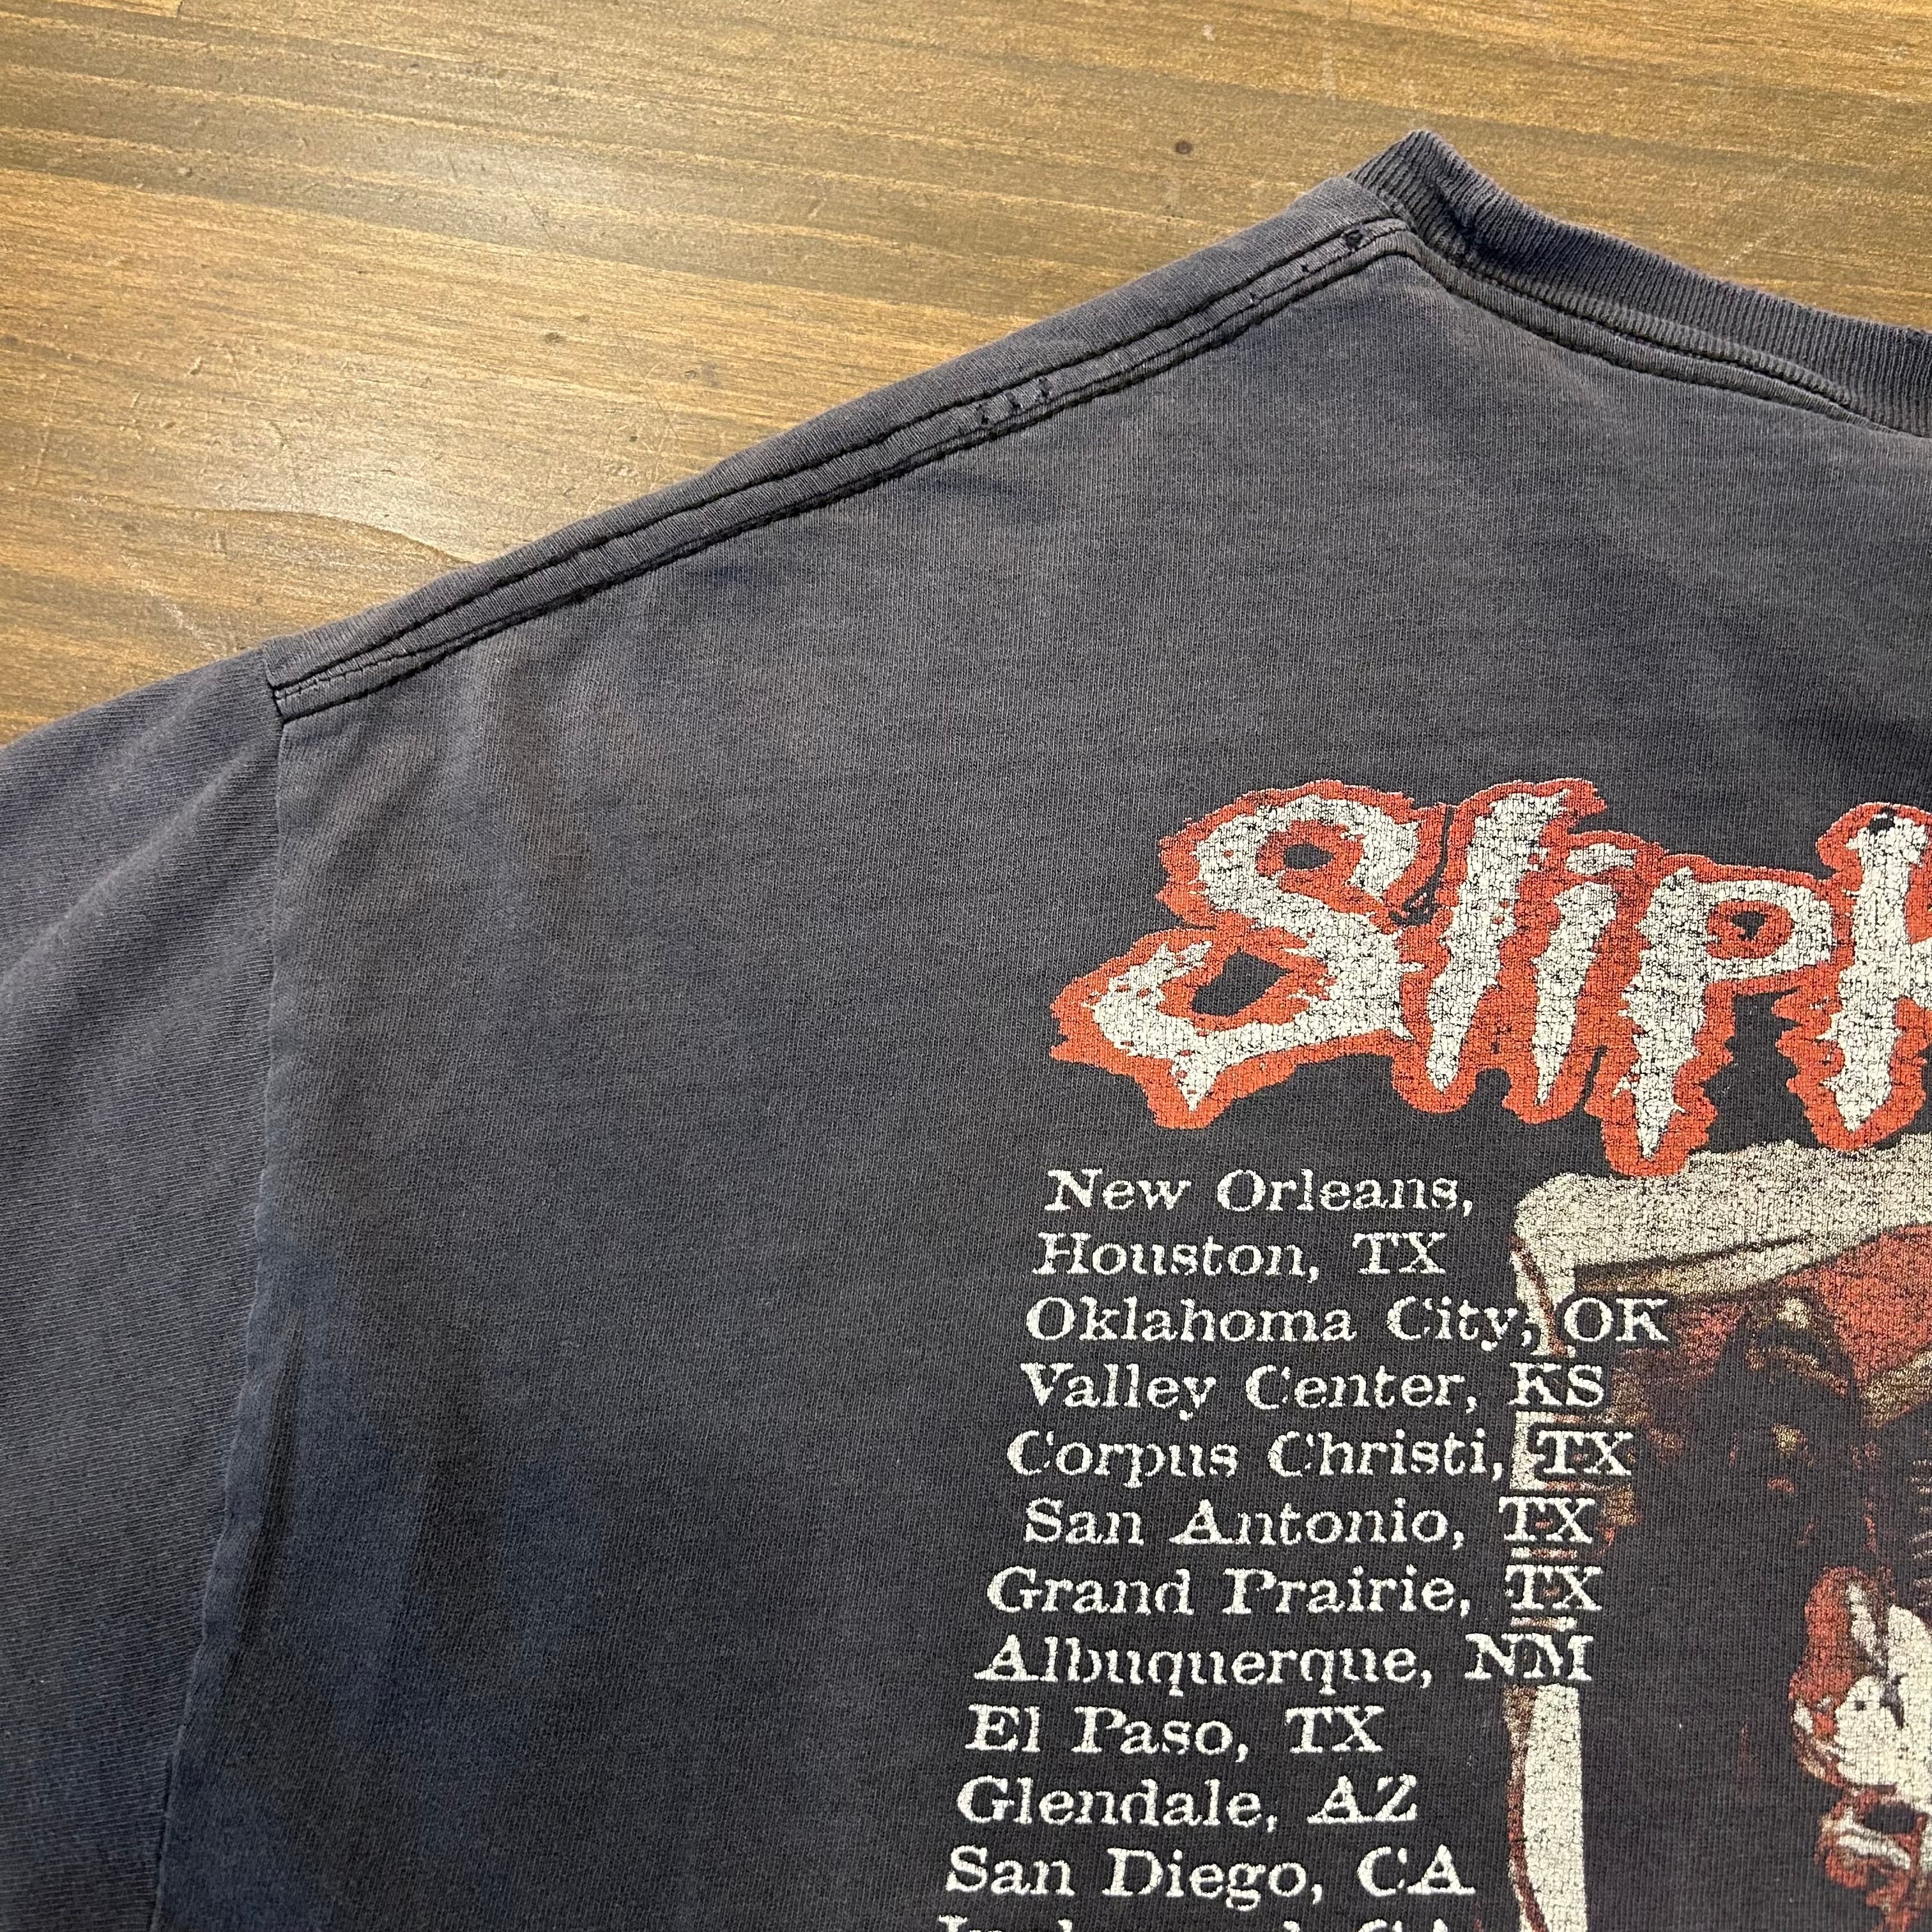 Slipk
New Orleans,
Houston, TX
Oklahoma City, OK
Valley Center, KS
Corpus Christi, TX
San Antonio, TX
Grand Prairie, TX
Albuquerque, NM
El Paso, TX
Glendale, AZ
San Diego, CA